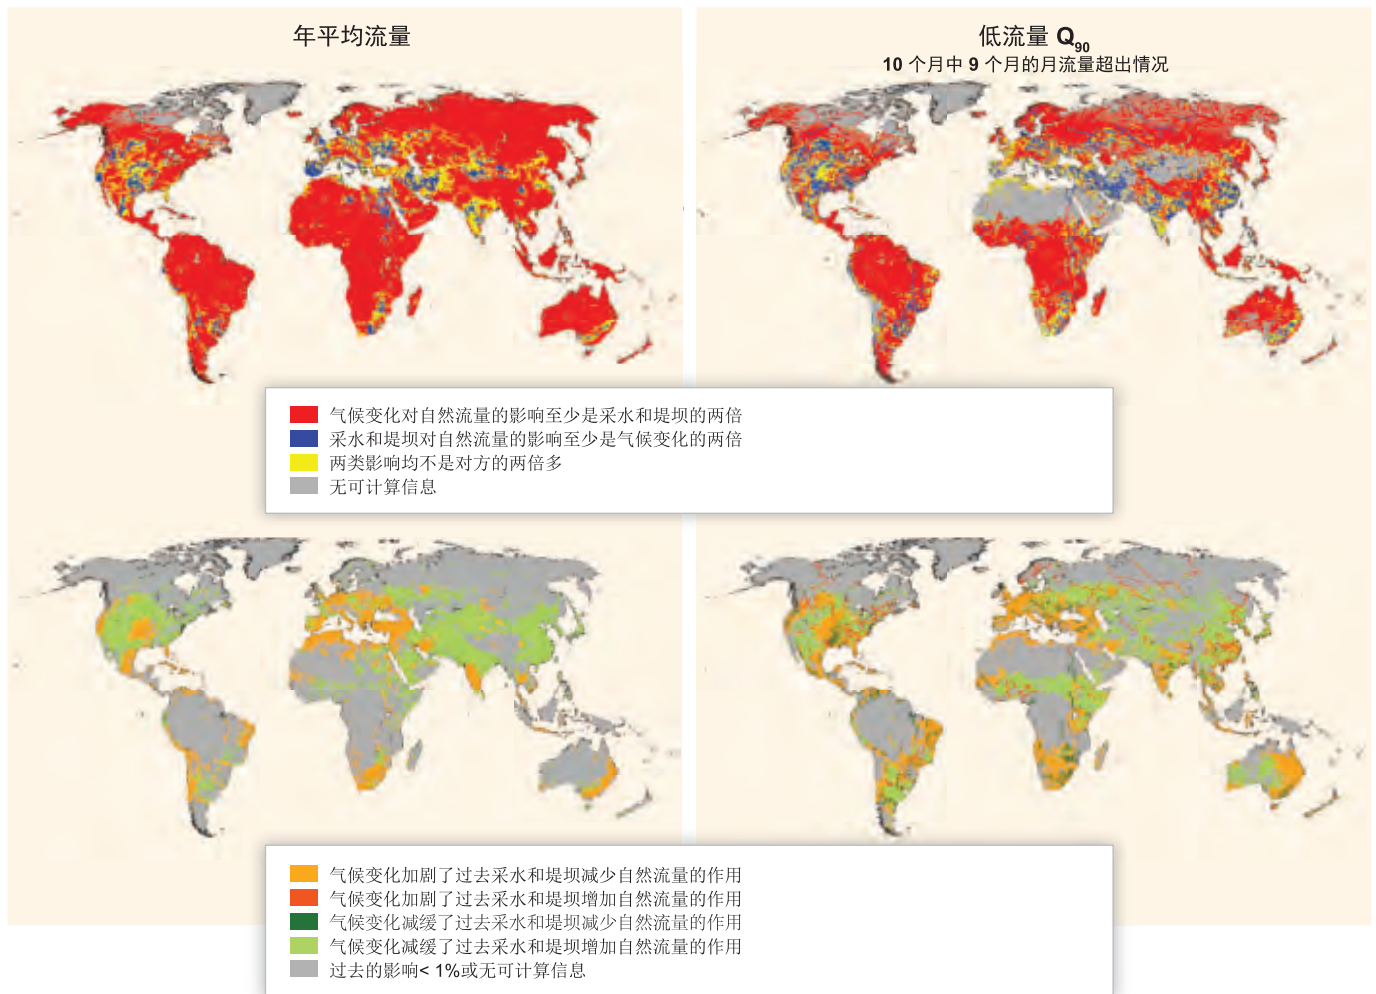 年平均流量
低流量 Q90
10 个月中 9 个月的月流量超出情况
气候变化对自然流量的影响至少是采水和堤坝的两倍
采水和堤坝对自然流量的影响至少是气候变化的两倍
两类影响均不是对方的两倍多
无可计算信息
气候变化加剧了过去采水和堤坝减少自然流量的作用
气候变化加剧了过去采水和堤坝增加自然流量的作用
气候变化减缓了过去采水和堤坝减少自然流量的作用
气候变化减缓了过去采水和堤坝增加自然流量的作用
过去的影响< 1%或无可计算信息